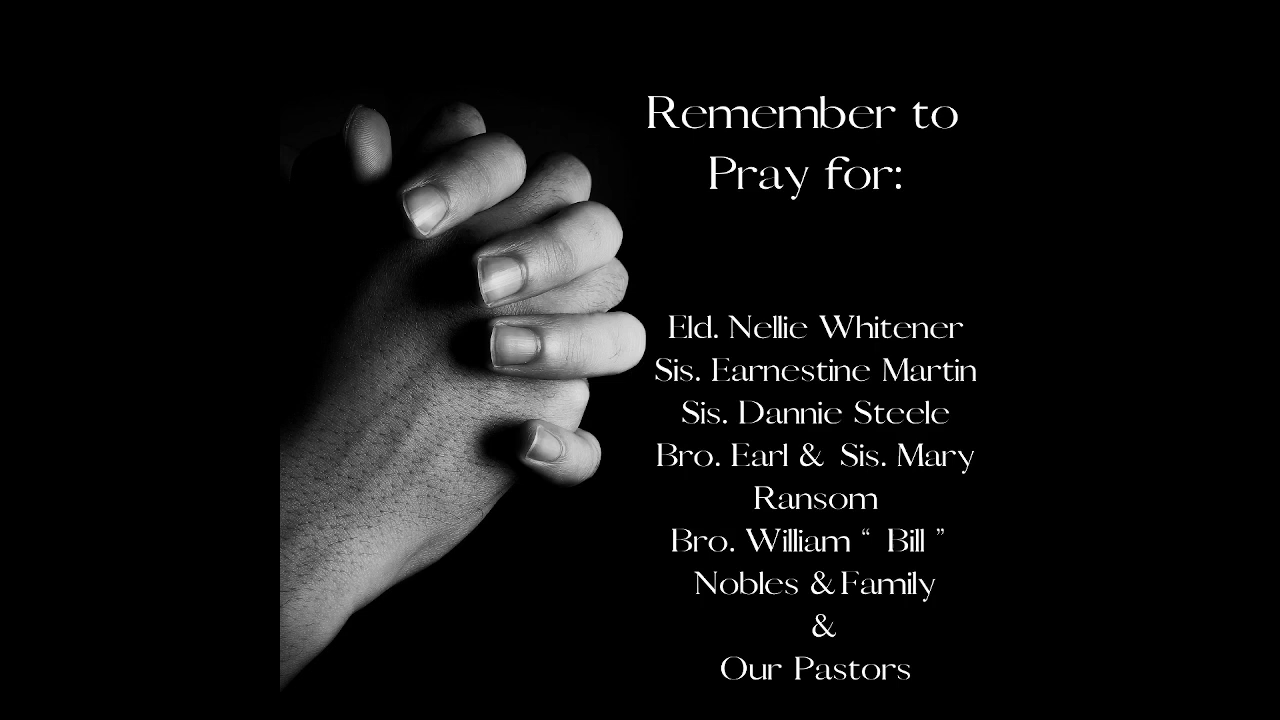 Remember to
Pray for:
Eld. Nellie Whitener
Sis. Earnestine Martin
Sis. Dannie Steele
Bro. Earl & Sis. Mary
Ransom
Bro. William “ Bill ”
Nobles & Family
&
Our Pastors